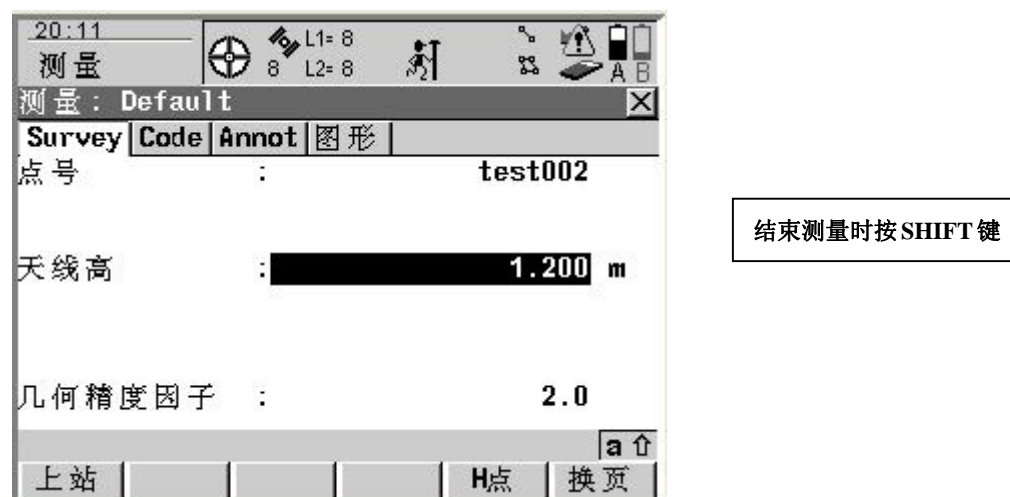 20:11
测量
L1= 8
8 L2= 8
A B
测量: Default
Survey Code Annot 图形
点号 : test002
天线高 : 1.200 m
几何精度因子 : 2.0
a
上站 H点 换页
结束测量时按SHIFT键